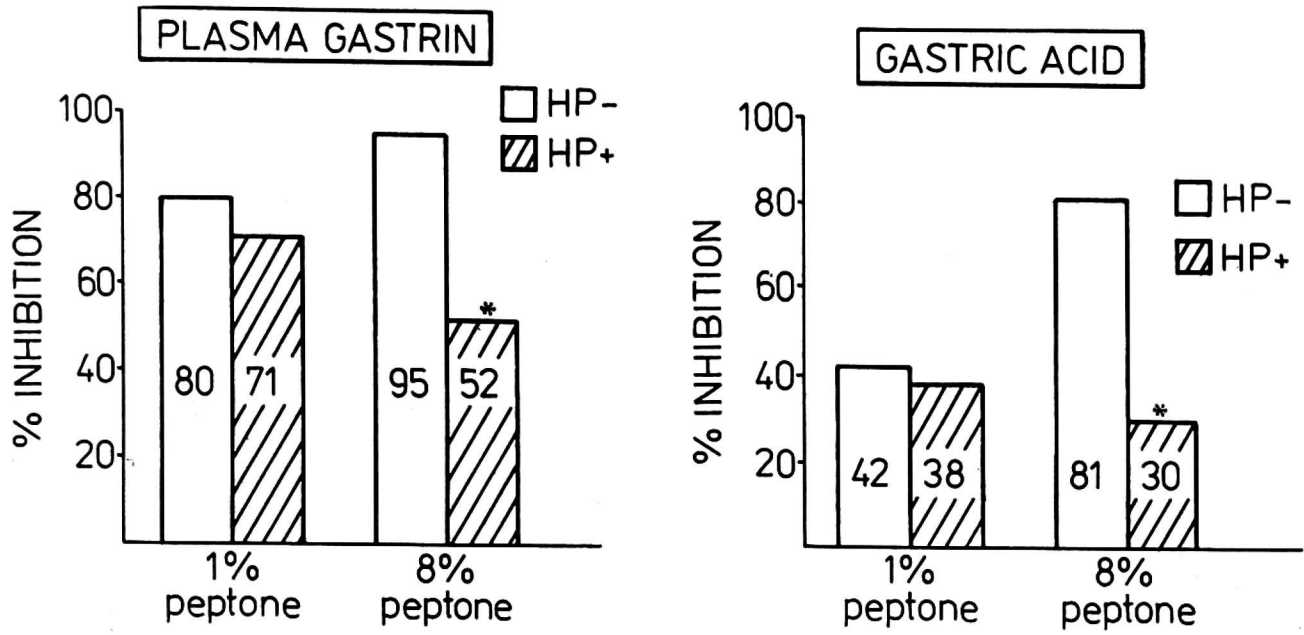 PLASMA GASTRIN
HP-
HP+
% INHIBITION
100
80
60
40
20
80
71
95
52
*
1%
peptone
8%
peptone
GASTRIC ACID
HP-
HP+
% INHIBITION
100
80
60
40
20
42
38
81
30
*
1%
peptone
8%
peptone